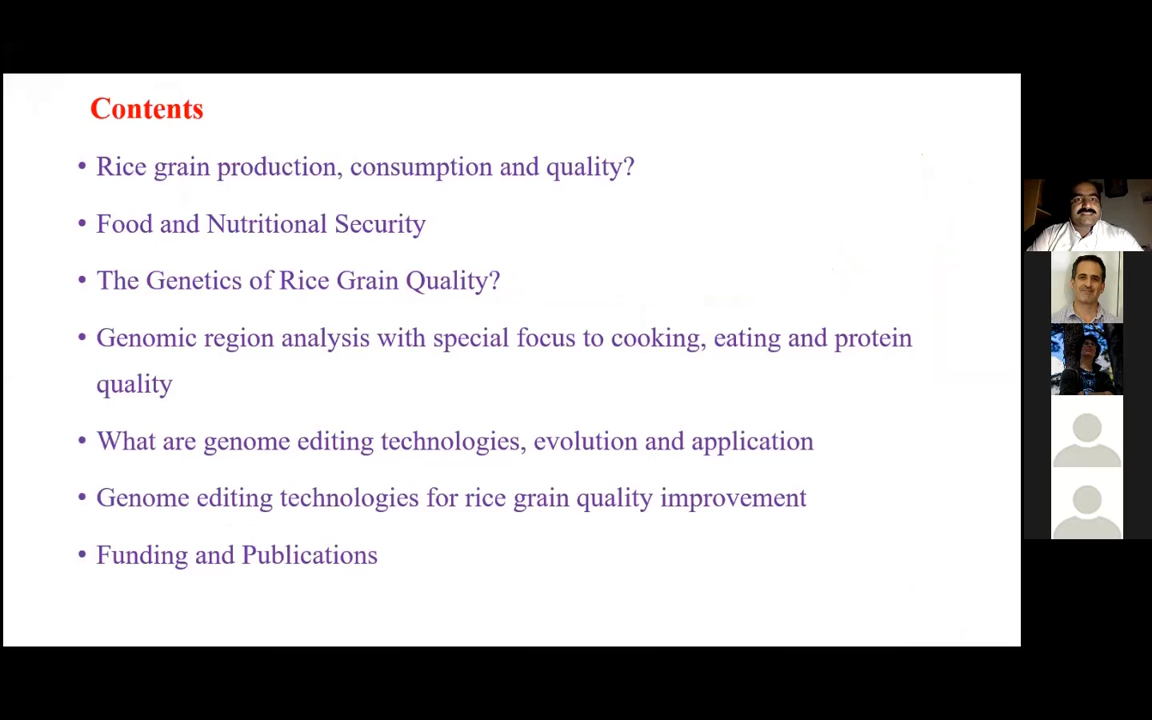 Contents
• Rice grain production, consumption and quality?
• Food and Nutritional Security
• The Genetics of Rice Grain Quality?
• Genomic region analysis with special focus to cooking, eating and protein
quality
• What are genome editing technologies, evolution and application
• Genome editing technologies for rice grain quality improvement
• Funding and Publications